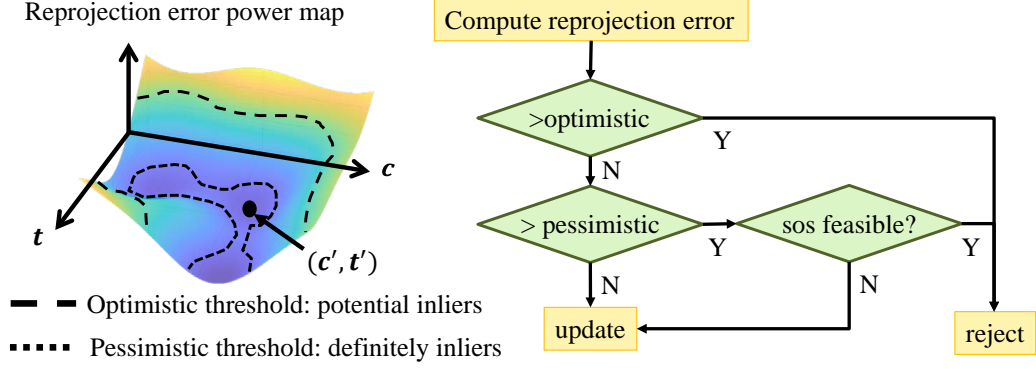 Reprojection error power map
c
t
(c′, t′)
Optimistic threshold: potential inliers
Pessimistic threshold: definitely inliers
Compute reprojection error
>optimistic
Y
N
> pessimistic
Y
sos feasible?
Y
N
N
update
reject